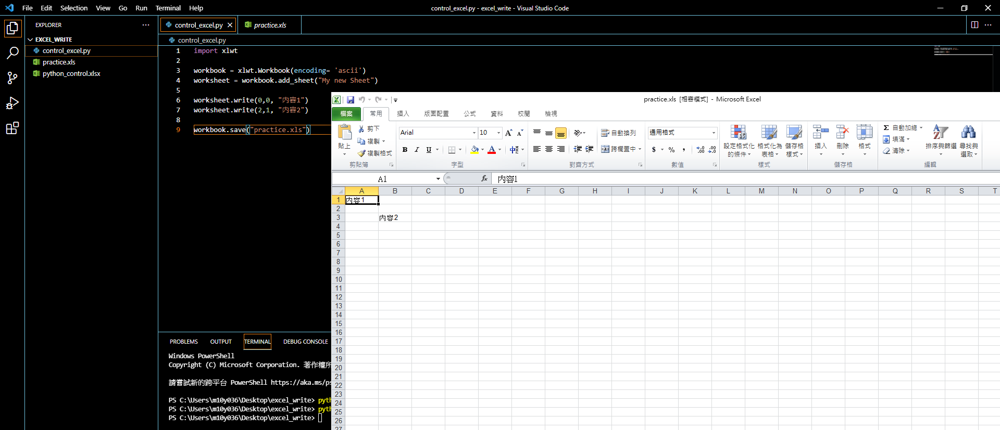 File Edit Selection View Go Run Terminal Help
control_excel.py - excel_write - Visual Studio Code
EXPLORER
EXCEL_WRITE
control_excel.py
practice.xls
python_control.xlsx
control_excel.py
practice.xls
control_excel.py
1 import xlwt
2
3 workbook = xlwt.Workbook(encoding= 'ascii')
4 worksheet = workbook.add_sheet("My new Sheet")
5
6 worksheet.write(0,0, "内容1")
7 worksheet.write(2,1, "内容2")
8
9 workbook.save("practice.xls")
practice.xls [相容模式] - Microsoft Excel
檔案 常用 插入 版面配置 公式 資料 校閱 檢視
貼上
剪下
複製
複製格式
剪貼簿
Arial 10
B I U
字型
自動換列
跨欄置中
對齊方式
通用格式
$ % ,
數值
設定格式化的條件
格式化為表格
儲存格樣式
樣式
插入 刪除 格式
儲存格
Σ 自動加總
填滿
清除
排序與篩選
尋找與選取
編輯
A1 fx 内容1
A B C D E F G H I J K L M N O P Q R S T
1 内容1
2
3 内容2
4
5
6
7
8
9
10
11
12
13
14
15
16
17
18
19
20
21
22
23
24
25
26
27
PROBLEMS OUTPUT TERMINAL DEBUG CONSOLE
Windows PowerShell
Copyright (C) Microsoft Corporation. 著作權所
請嘗試新的跨平台 PowerShell https://aka.ms/ps
PS C:\Users\m10y036\Desktop\excel_write> pyth
PS C:\Users\m10y036\Desktop\excel_write> pyth
PS C:\Users\m10y036\Desktop\excel_write>